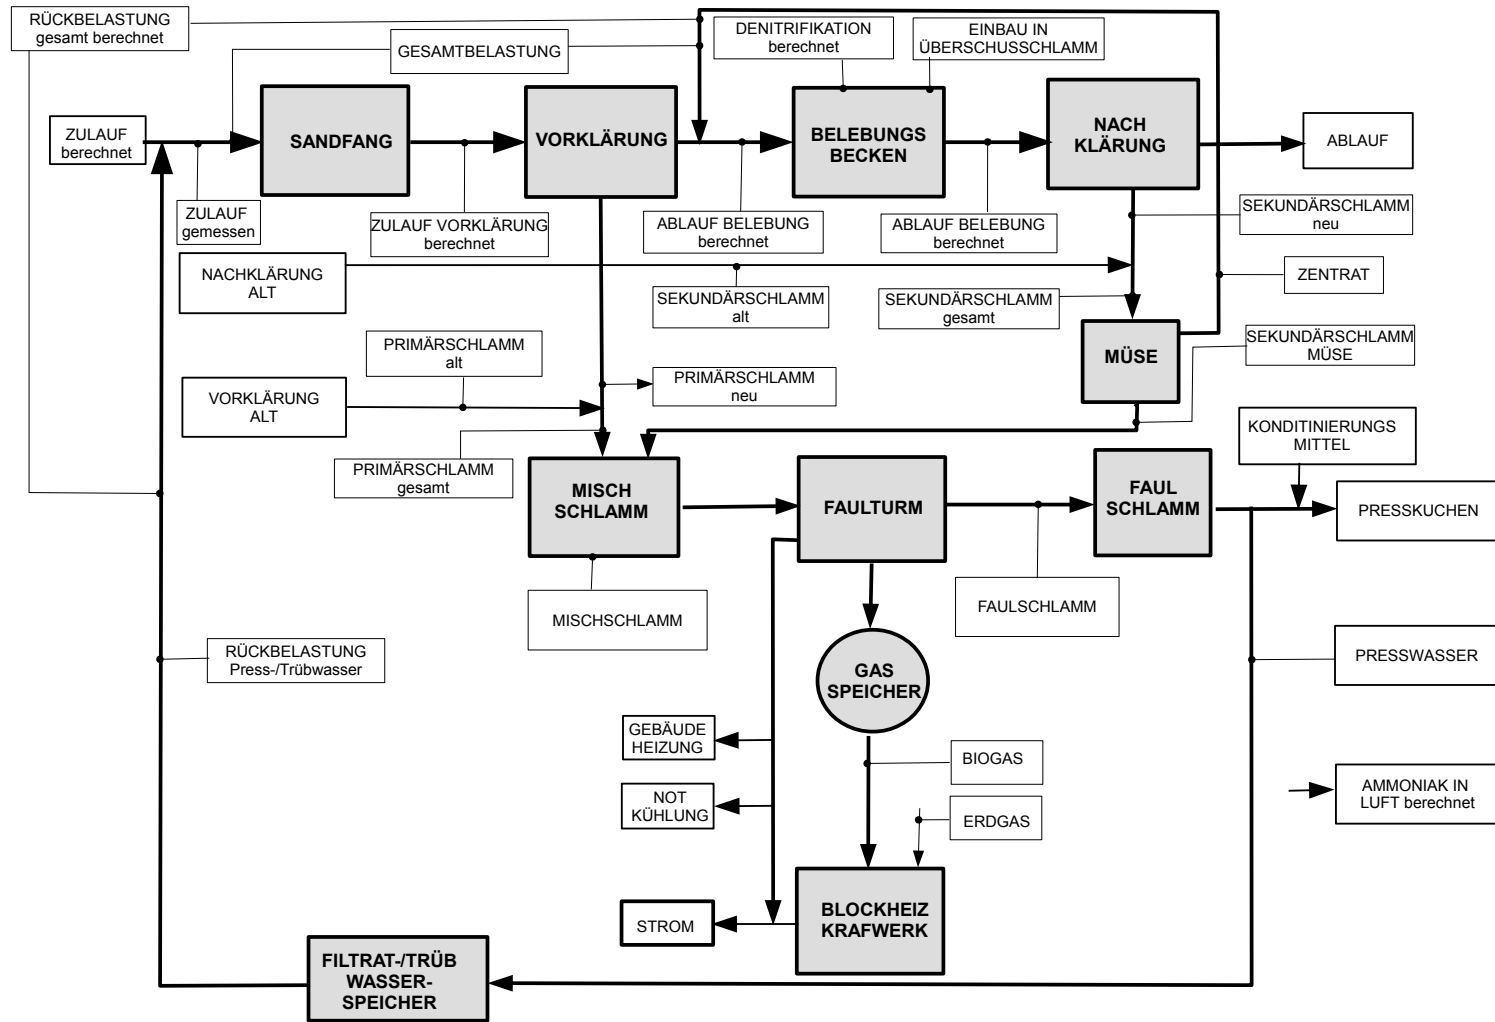 RÜCKBELASTUNG
gesamt berechnet
GESAMTBELASTUNG
DENITRIFIKATION
berechnet
EINBAU IN
ÜBERSCHUSSCHLAMM
ZULAUF
berechnet
SANDFANG
VORKLÄRUNG
BELEBUNGS
BECKEN
NACH
KLÄRUNG
ABLAUF
ZULAUF
gemessen
ZULAUF VORKLÄRUNG
berechnet
ABLAUF BELEBUNG
berechnet
ABLAUF BELEBUNG
berechnet
SEKUNDÄRSCHLAMM
neu
NACHKLÄRUNG
ALT
SEKUNDÄRSCHLAMM
alt
SEKUNDÄRSCHLAMM
gesamt
ZENTRAT
PRIMÄRSCHLAMM
alt
MÜSE
SEKUNDÄRSCHLAMM
MÜSE
VORKLÄRUNG
ALT
PRIMÄRSCHLAMM
neu
KONDITINIERUNGS
MITTEL
PRIMÄRSCHLAMM
gesamt
MISCH
SCHLAMM
FAULTURM
FAUL
SCHLAMM
PRESSKUCHEN
MISCHSCHLAMM
FAULSCHLAMM
RÜCKBELASTUNG
Press-/Trübwasser
GAS
SPEICHER
PRESSWASSER
GEBÄUDE
HEIZUNG
BIOGAS
NOT
KÜHLUNG
ERDGAS
AMMONIAK IN
LUFT berechnet
STROM
BLOCKHEIZ
KRAFWERK
FILTRAT-/TRÜB
WASSER-
SPEICHER